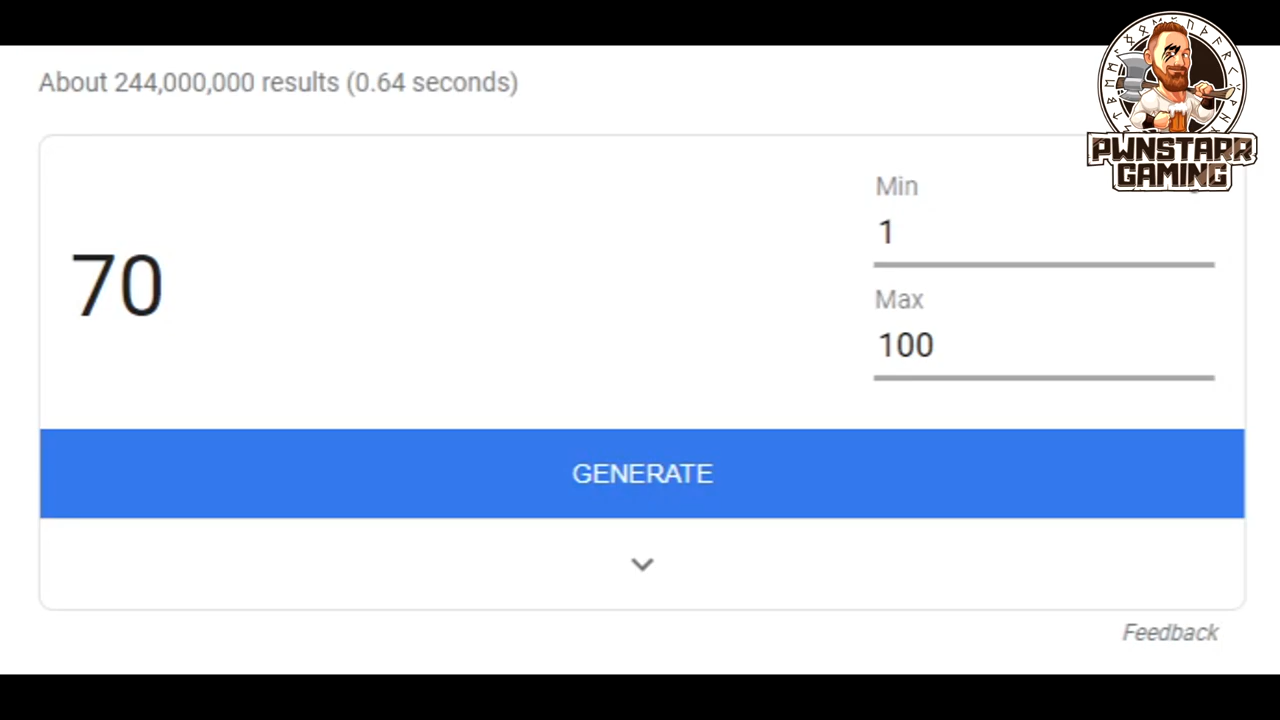 About 244,000,000 results (0.64 seconds)
PWNSTARR
GAMING
Min
1
70
Max
100
GENERATE
Feedback